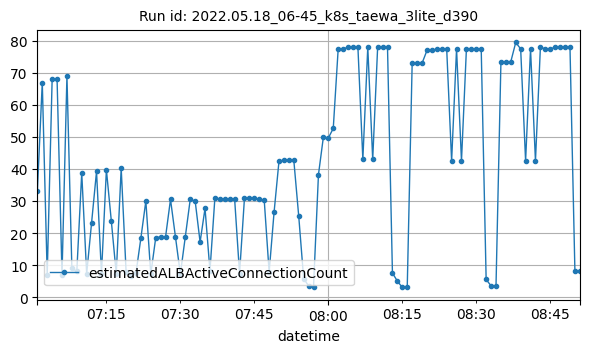 Run id: 2022.05.18_06-45_k8s_taewa_3lite_d390
80
70
60
50
40
30
20
10
0
estimatedALBActiveConnectionCount
07:15 07:30 07:45 08:00 08:15 08:30 08:45
datetime